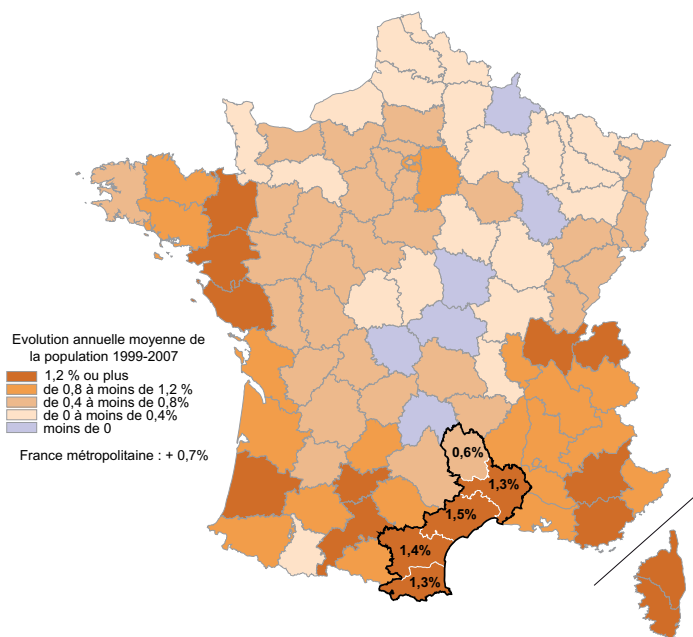 Evolution annuelle moyenne de
la population 1999-2007
1,2 % ou plus
de 0,8 à moins de 1,2 %
de 0,4 à moins de 0,8%
de 0 à moins de 0,4%
moins de 0
France métropolitaine : + 0,7%
0,6%
1,3%
1,5%
1,4%
1,3%